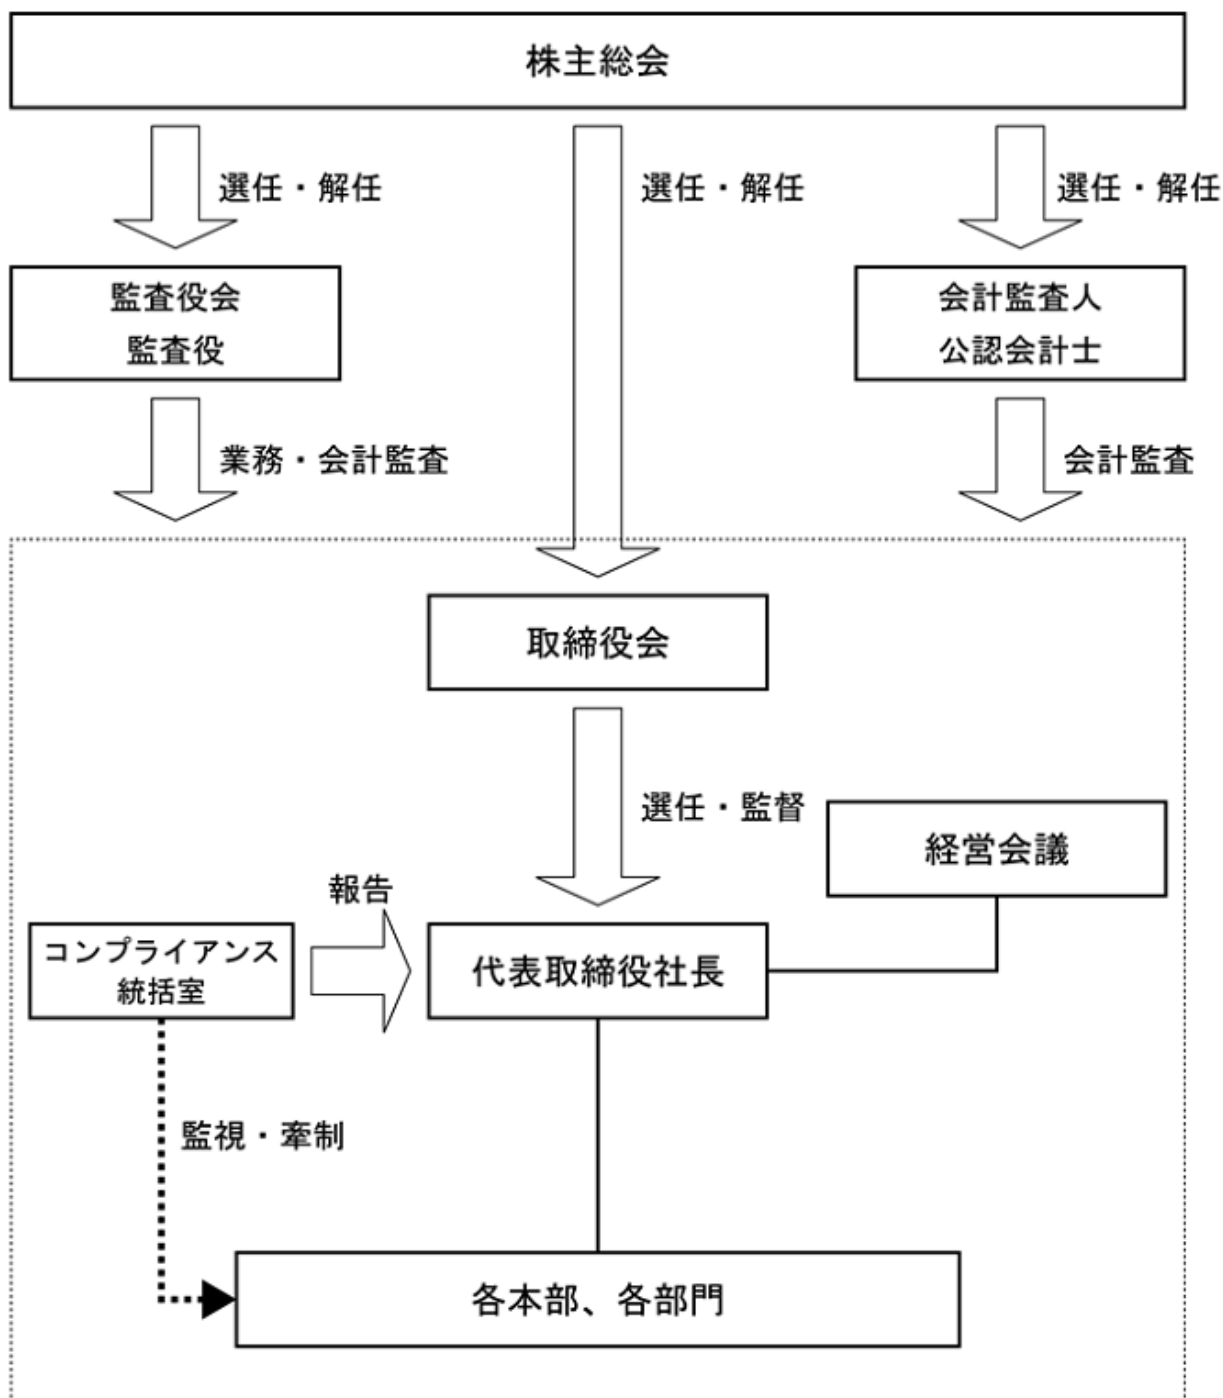 株主総会
選任・解任
選任・解任
選任・解任
監査役会
監査役
会計監査人
公認会計士
業務・会計監査
会計監査
取締役会
選任・監督
経営会議
報告
コンプライアンス
統括室
代表取締役社長
監視・牽制
各本部、各部門